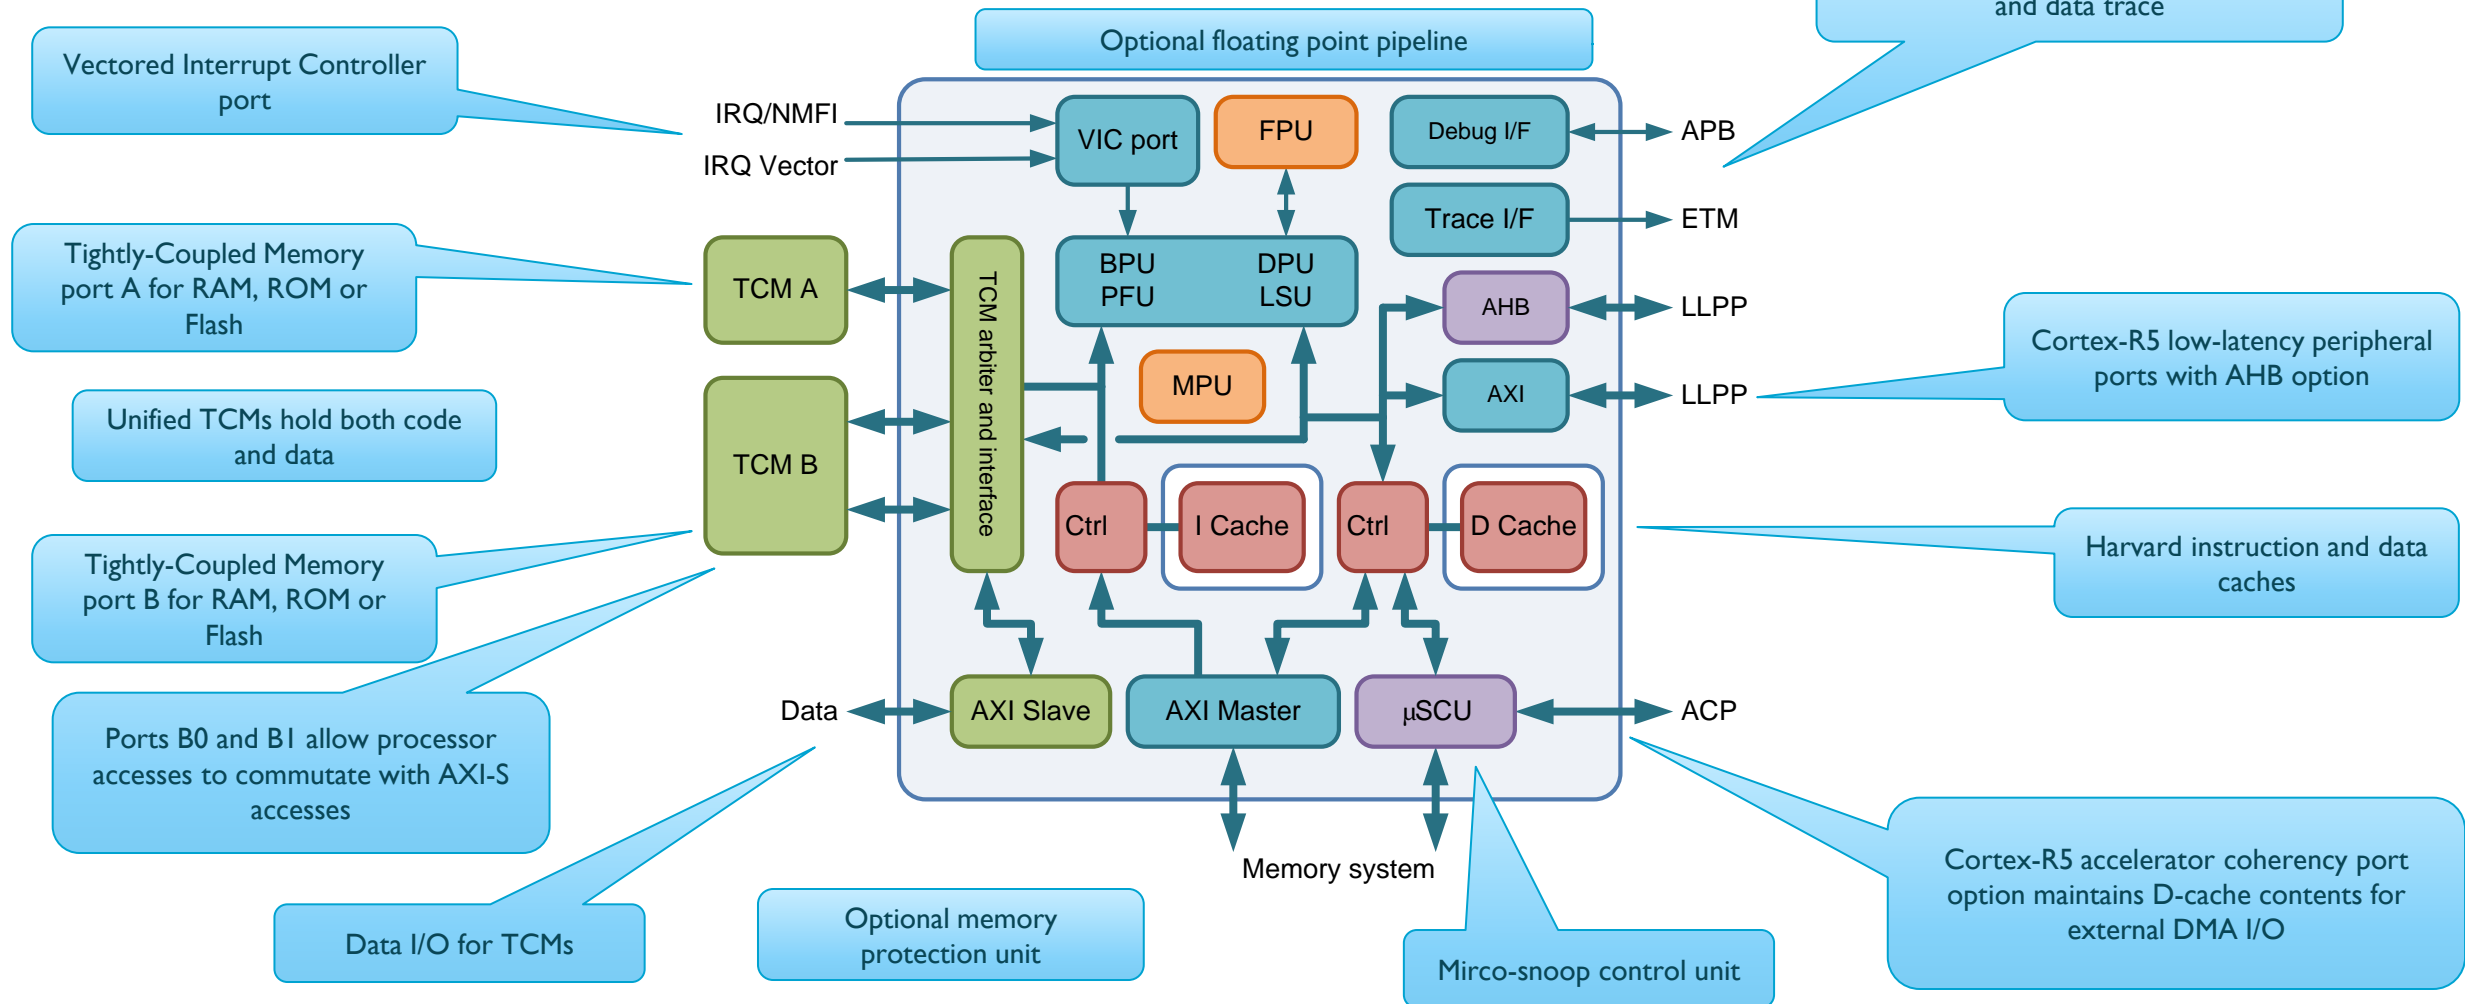 and data trace
Optional floating point pipeline
Vectored Interrupt Controller
port
IRQ/NMFI
IRQ Vector
VIC port
FPU
Debug I/F
APB
Trace I/F
ETM
Tightly-Coupled Memory
port A for RAM, ROM or
Flash
TCM A
TCM arbiter and interface
BPU
PFU
DPU
LSU
AHB
LLPP
Cortex-R5 low-latency peripheral
ports with AHB option
MPU
AXI
LLPP
Unified TCMs hold both code
and data
TCM B
Ctrl
I Cache
Ctrl
D Cache
Harvard instruction and data
caches
Tightly-Coupled Memory
port B for RAM, ROM or
Flash
Ports B0 and B1 allow processor
accesses to commutate with AXI-S
accesses
Data
AXI Slave
AXI Master
μSCU
ACP
Memory system
Cortex-R5 accelerator coherency port
option maintains D-cache contents for
external DMA I/O
Data I/O for TCMs
Optional memory
protection unit
Mirco-snoop control unit